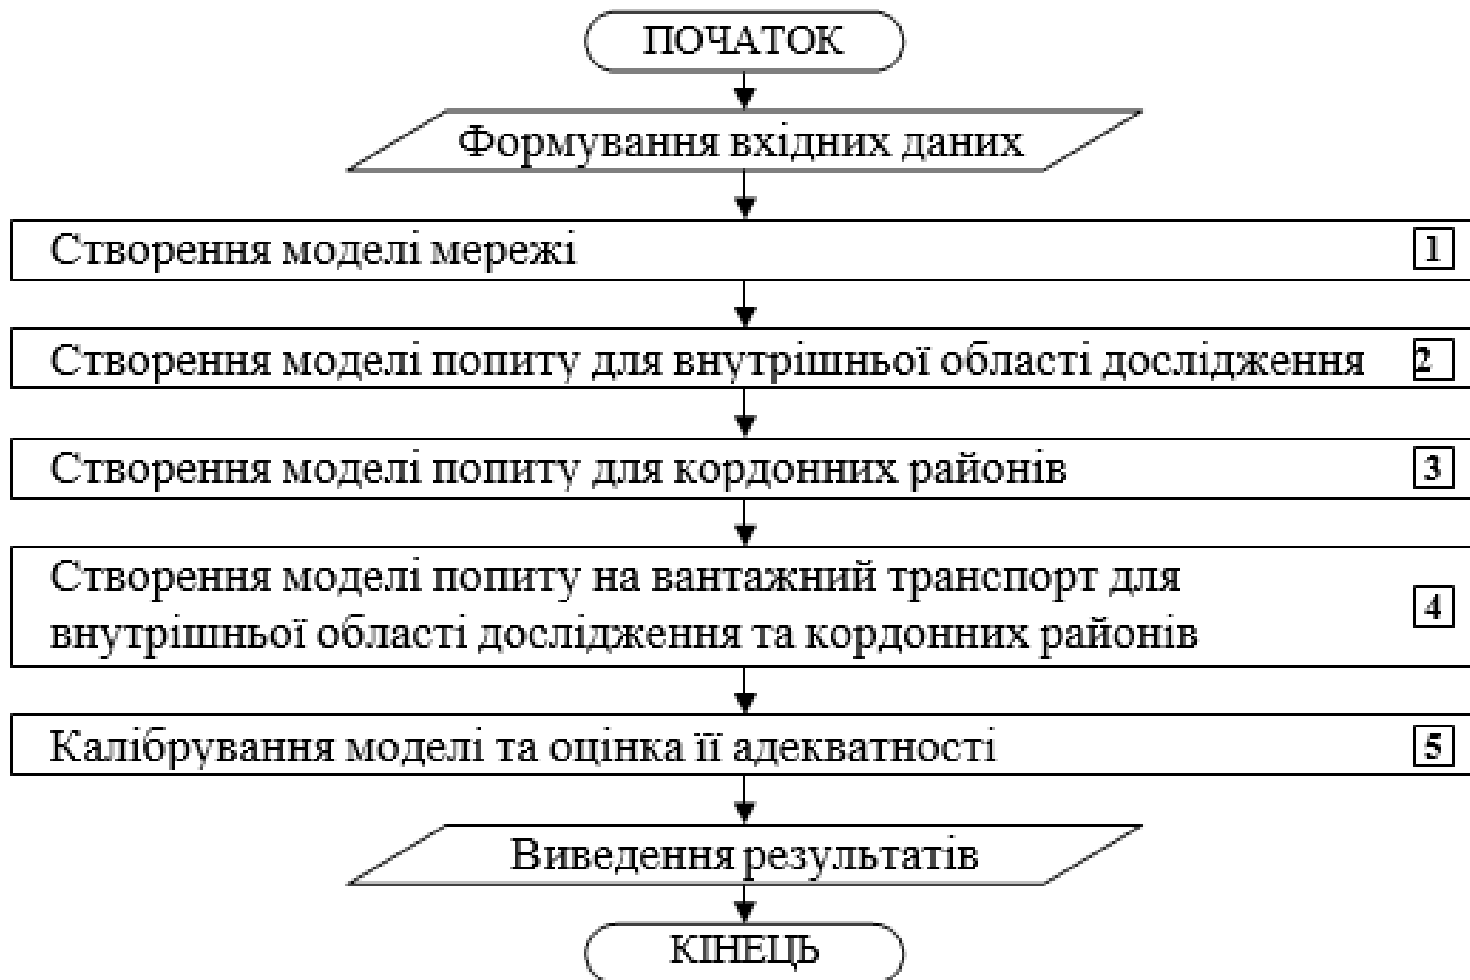 ПОЧАТОК
Формування вхідних даних
Створення моделі мережі 1
Створення моделі попиту для внутрішньої області дослідження 2
Створення моделі попиту для кордонних районів 3
Створення моделі попиту на вантажний транспорт для
внутрішньої області дослідження та кордонних районів 4
Калібрування моделі та оцінка її адекватності 5
Виведення результатів
КІНЕЦЬ